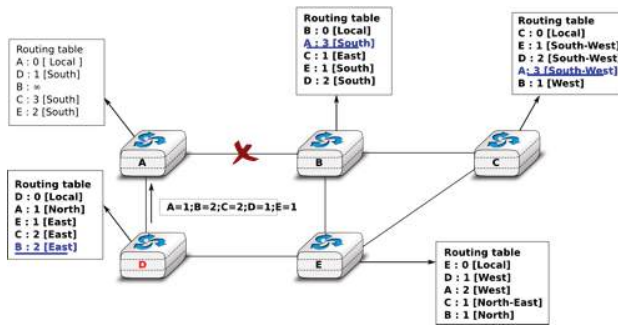 Routing table
A : 0 [ Local ]
D : 1 [South]
B : ∞
C : 3 [South]
E : 2 [South]
Routing table
B : 0 [Local]
A : 3 [South]
C : 1 [East]
E : 1 [South]
D : 2 [South]
Routing table
C : 0 [Local]
E : 1 [South-West]
D : 2 [South-West]
A: 3 [South-West]
B : 1 [West]
A
B
C
Routing table
D : 0 [Local]
A : 1 [North]
E : 1 [East]
C : 2 [East]
B : 2 [East]
A=1;B=2;C=2;D=1;E=1
D
E
Routing table
E : 0 [Local]
D : 1 [West]
A : 2 [West]
C : 1 [North-East]
B : 1 [North]